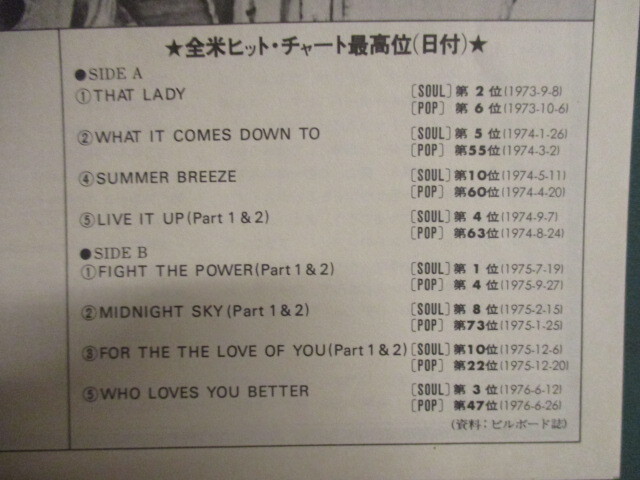 ★全米ヒット・チャート最高位(日付)★
●SIDE A
①THAT LADY [SOUL] 第 2 位(1973-9-8)
[POP] 第 6 位(1973-10-6)
②WHAT IT COMES DOWN TO [SOUL] 第 5 位(1974-1-26)
[POP] 第55位(1974-3-2)
④SUMMER BREEZE [SOUL] 第10位(1974-5-11)
[POP] 第60位(1974-4-20)
⑤LIVE IT UP(Part 1&2) [SOUL] 第 4 位(1974-9-7)
[POP] 第63位(1974-8-24)
●SIDE B
①FIGHT THE POWER(Part 1&2) [SOUL] 第 1 位(1975-7-19)
[POP] 第 4 位(1975-9-27)
②MIDNIGHT SKY(Part 1&2) [SOUL] 第 8 位(1975-2-15)
[POP] 第73位(1975-1-25)
③FOR THE THE LOVE OF YOU(Part 1&2) [SOUL] 第10位(1975-12-6)
[POP] 第22位(1975-12-20)
⑤WHO LOVES YOU BETTER [SOUL] 第 3 位(1976-6-12)
[POP] 第47位(1976-6-26)
(資料:ビルボード誌)